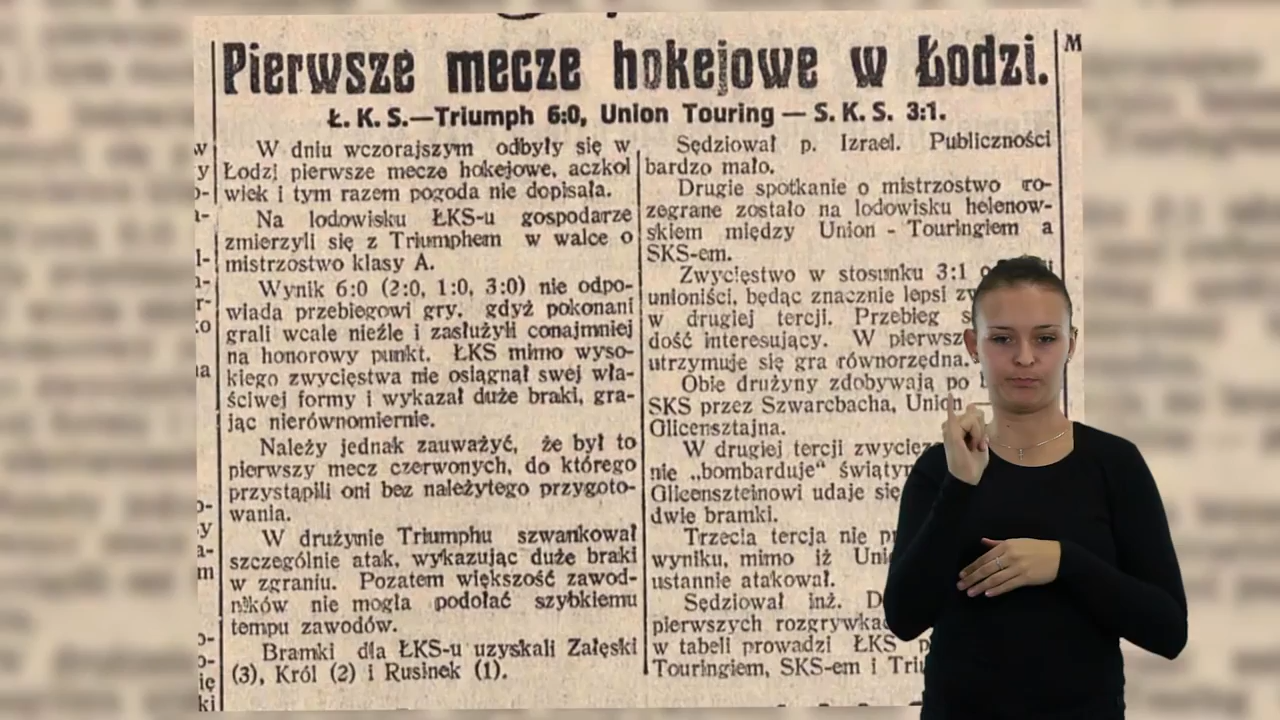 Pierwsze mecze hokejowe w Łodzi.
Ł. K. S.—Triumph 6:0, Union Touring — S. K. S. 3:1.
W dniu wczorajszym odbyły się w
Łodzi pierwsze mecze hokejowe, aczkol
wiek i tym razem pogoda nie dopisała.
Na lodowisku ŁKS-u gospodarze
zmierzyli się z Triumphem w walce o
mistrzostwo klasy A.
Wynik 6:0 (2:0, 1:0, 3:0) nie odpo-
wiada przebiegowi gry, gdyż pokonani
grali wcale nieźle i zasłużyli conajmniej
na honorowy punkt. ŁKS mimo wyso-
kiego zwycięstwa nie osiągnął swej wła-
ściwej formy i wykazał duże braki, gra-
jąc nierównomiernie.
Należy jednak zauważyć, że był to
pierwszy mecz czerwonych, do którego
przystąpili oni bez należytego przygoto-
wania.
W drużynie Triumphu szwankował
szczególnie atak, wykazując duże braki
w zgraniu. Pozatem większość zawod-
ników nie mogła podołać szybkiemu
tempu zawodów.
Bramki dla ŁKS-u uzyskali Załęski
(3), Król (2) i Rusinek (1).
Sędziował p. Izrael. Publiczności
bardzo mało.
Drugie spotkanie o mistrzostwo ro-
zegrane zostało na lodowisku helenow-
skiem między Union - Touringiem a
SKS-em.
Zwycięstwo w stosunku 3:1
unioniści, będąc znacznie lepsi
w drugiej tercji. Przebieg
dość interesujący. W pierwsz
utrzymuje się gra równorzędna.
Obie drużyny zdobywają po
SKS przez Szwarcbacha, Union
Glicensztajna.
W drugiej tercji zwycięz
nie „bombarduje" świątyn
Glicenszteinowi udaje się
dwie bramki.
Trzecia tercja nie
wyniku, mimo iż Uni
ustannie atakował.
Sędziował inż. D
pierwszych rozgrywka
w tabeli prowadzi ŁKS p
Touringiem, SKS-em i Triu